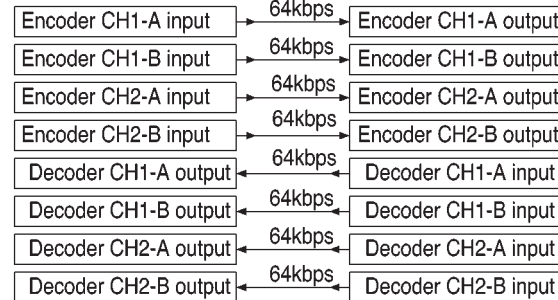 Encoder CH1-A input 64kbps Encoder CH1-A output
Encoder CH1-B input 64kbps Encoder CH1-B output
Encoder CH2-A input 64kbps Encoder CH2-A output
Encoder CH2-B input 64kbps Encoder CH2-B output
Decoder CH1-A output 64kbps Decoder CH1-A input
Decoder CH1-B output 64kbps Decoder CH1-B input
Decoder CH2-A output 64kbps Decoder CH2-A input
Decoder CH2-B output 64kbps Decoder CH2-B input